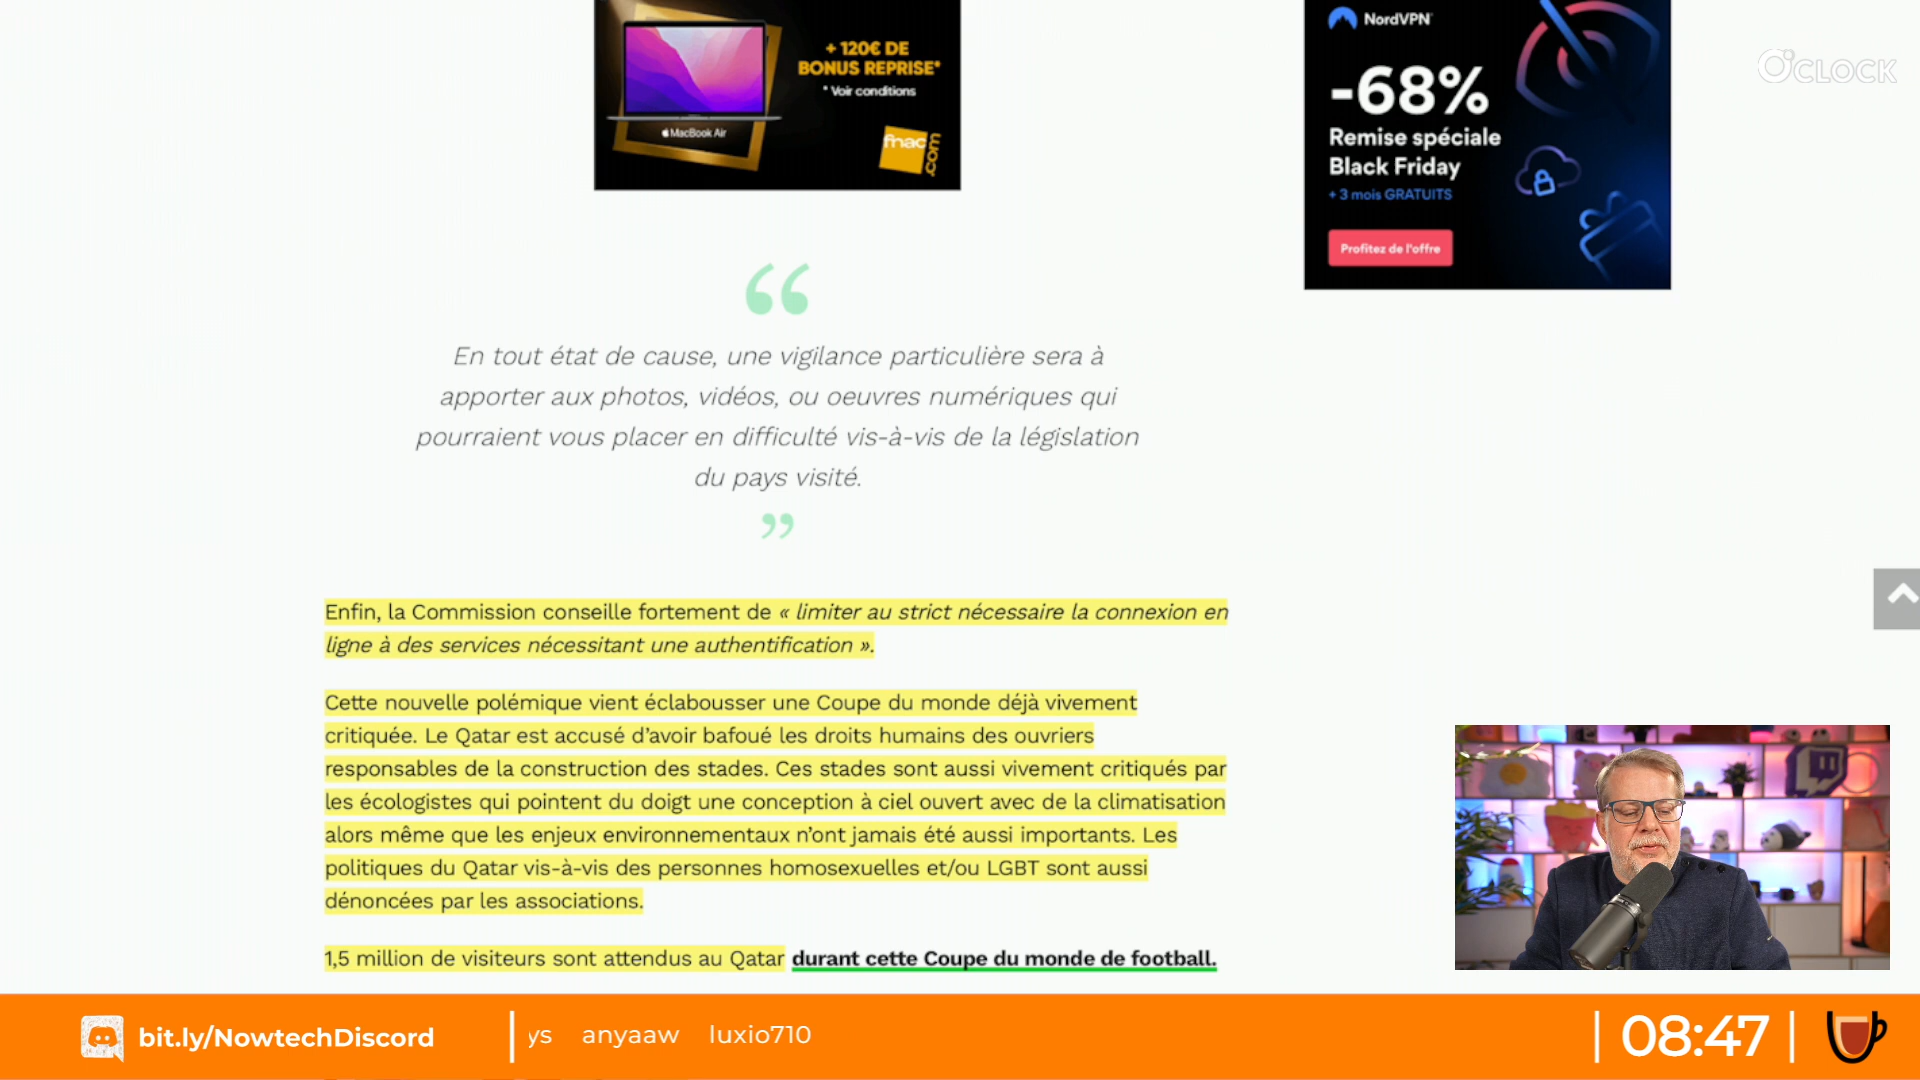 + 120€ DE
BONUS REPRISE*
* Voir conditions
MacBook Air
fnac
.com
NordVPN
-68%
Remise spéciale
Black Friday
+ 3 mois GRATUITS
Profitez de l'offre
O'CLOCK
“
En tout état de cause, une vigilance particulière sera à
apporter aux photos, vidéos, ou oeuvres numériques qui
pourraient vous placer en difficulté vis-à-vis de la législation
du pays visité.
”
Enfin, la Commission conseille fortement de « limiter au strict nécessaire la connexion en
ligne à des services nécessitant une authentification ».
Cette nouvelle polémique vient éclabousser une Coupe du monde déjà vivement
critiquée. Le Qatar est accusé d’avoir bafoué les droits humains des ouvriers
responsables de la construction des stades. Ces stades sont aussi vivement critiqués par
les écologistes qui pointent du doigt une conception à ciel ouvert avec de la climatisation
alors même que les enjeux environnementaux n’ont jamais été aussi importants. Les
politiques du Qatar vis-à-vis des personnes homosexuelles et/ou LGBT sont aussi
dénoncées par les associations.
1,5 million de visiteurs sont attendus au Qatar durant cette Coupe du monde de football.
bit.ly/NowtechDiscord
ys anyaaw luxio710
08:47